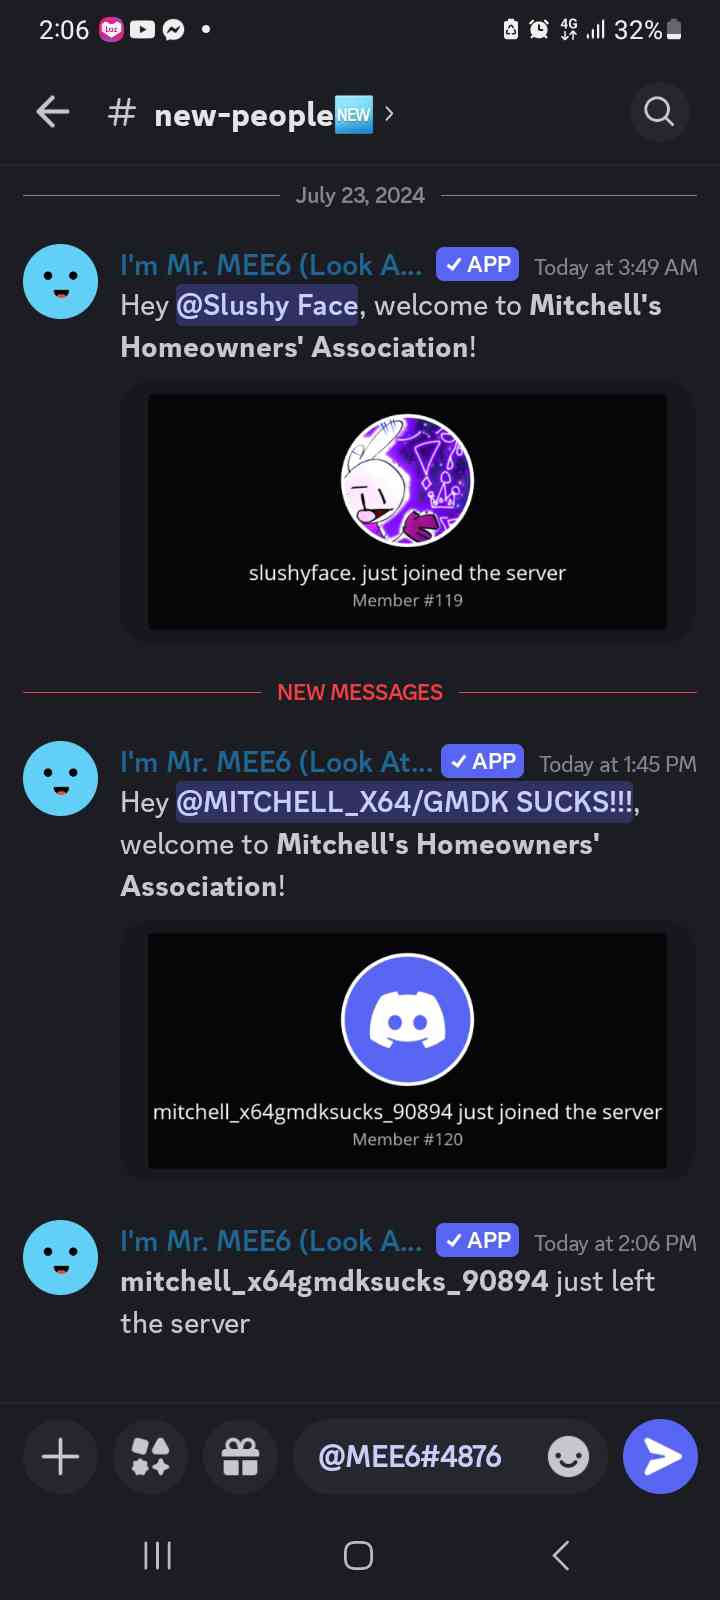 2:06 Luz 4G 32%
# new-people NEW
July 23, 2024
I'm Mr. MEE6 (Look A... ✓ APP Today at 3:49 AM
Hey @Slushy Face, welcome to Mitchell's
Homeowners' Association!
slushyface. just joined the server
Member #119
NEW MESSAGES
I'm Mr. MEE6 (Look At... ✓ APP Today at 1:45 PM
Hey @MITCHELL_X64/GMDK SUCKS!!!,
welcome to Mitchell's Homeowners'
Association!
mitchell_x64gmdksucks_90894 just joined the server
Member #120
I'm Mr. MEE6 (Look A... ✓ APP Today at 2:06 PM
mitchell_x64gmdksucks_90894 just left
the server
@MEE6#4876